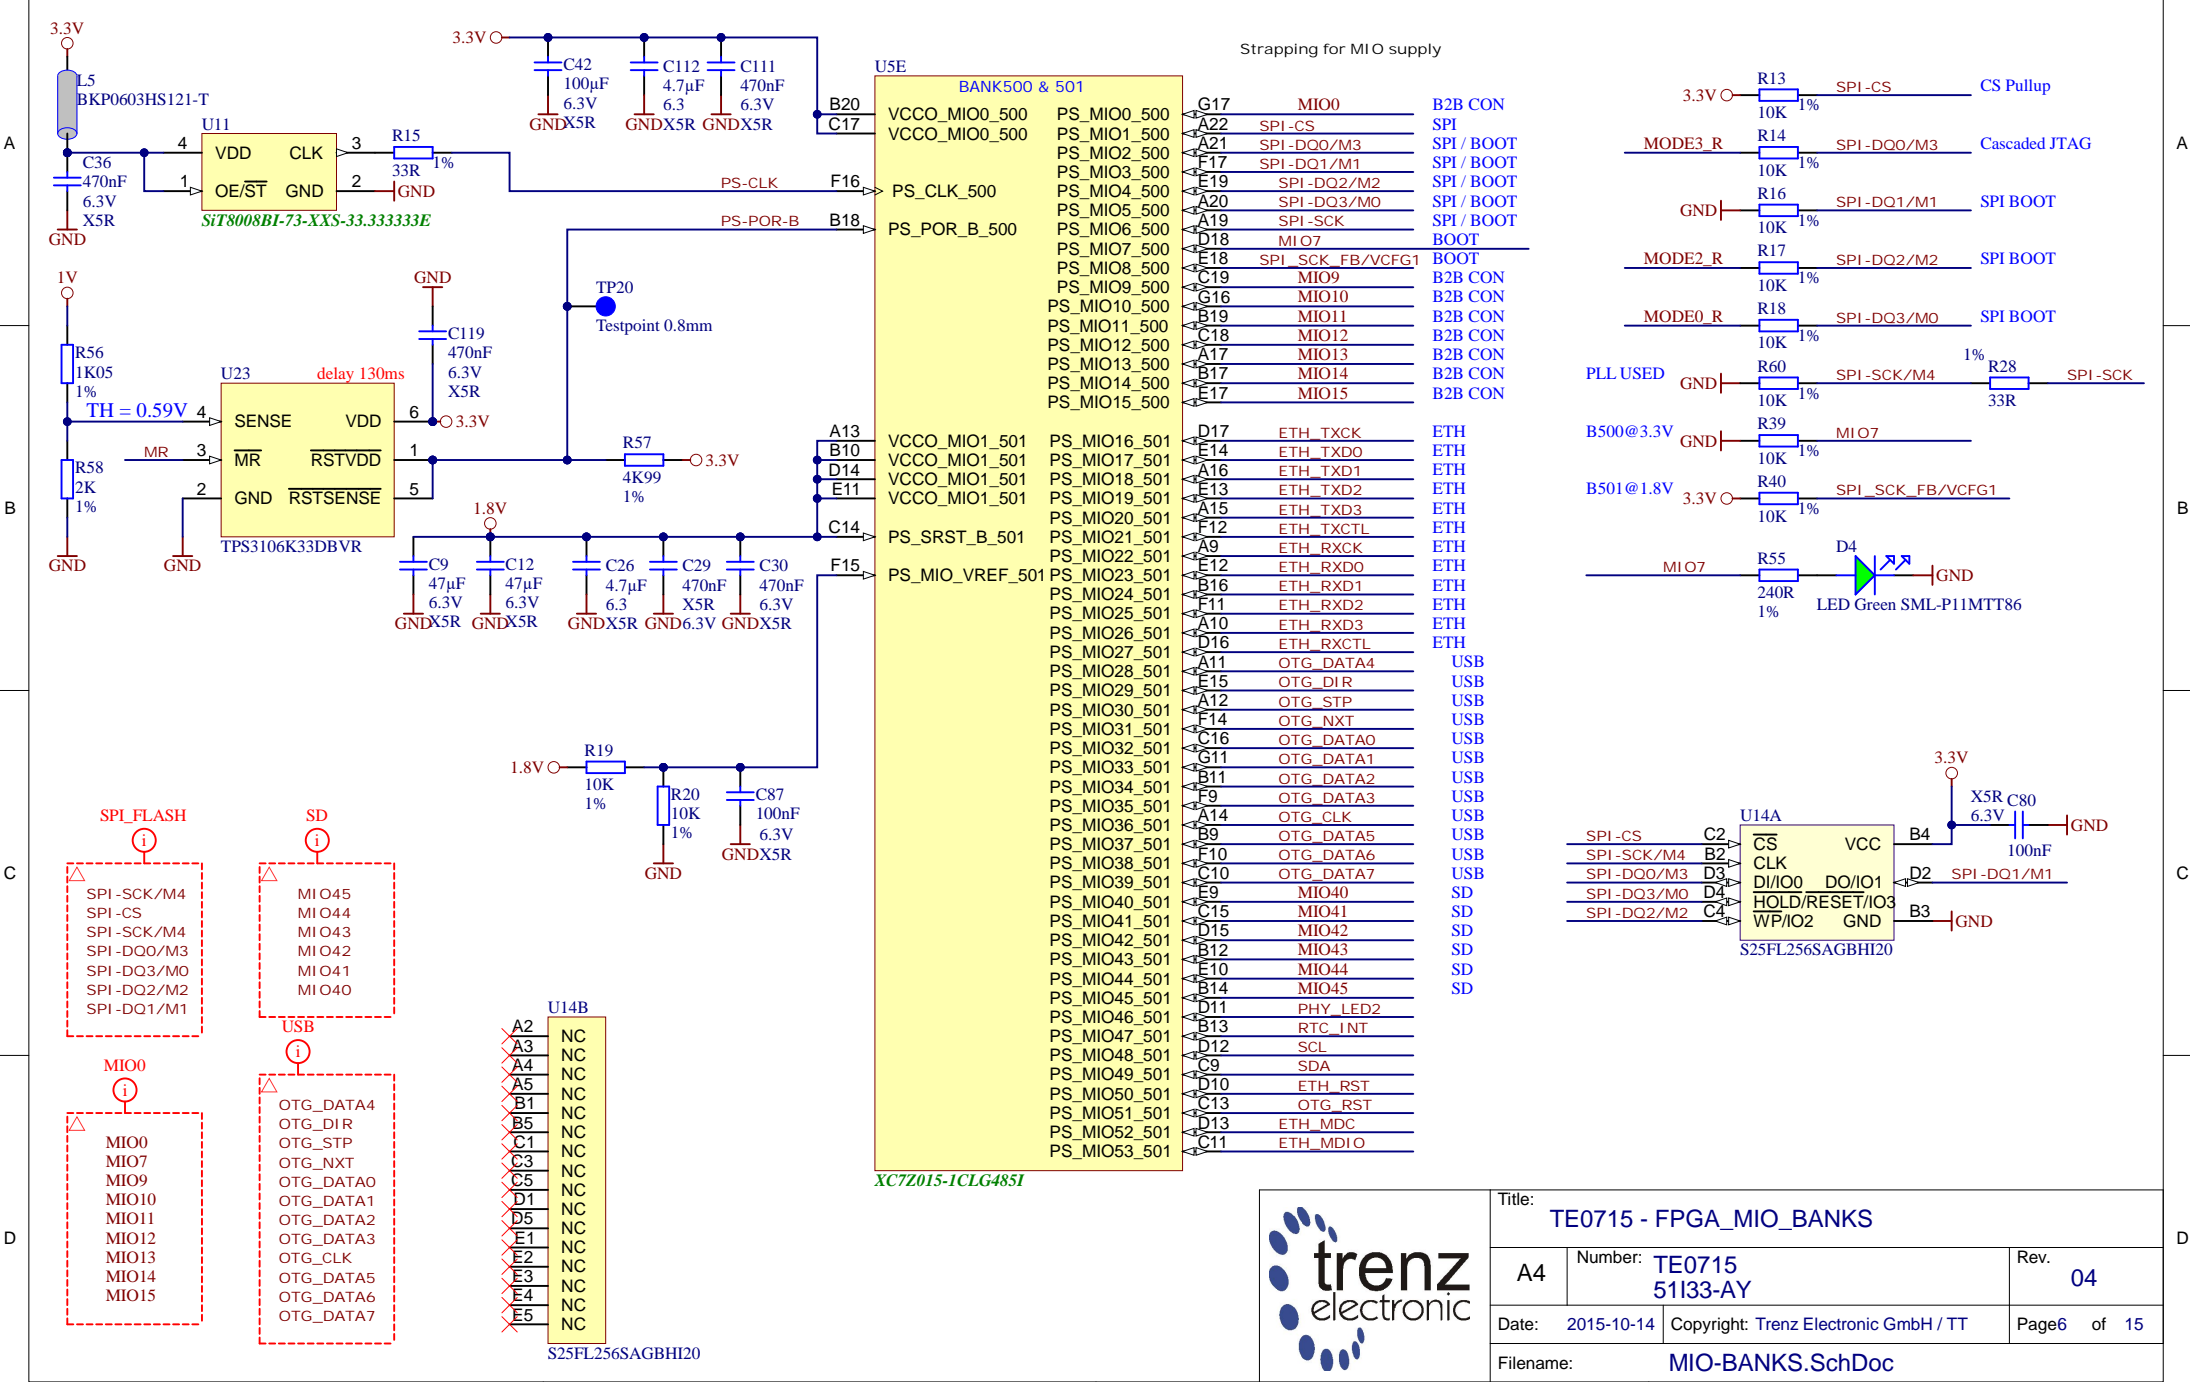 3.3V
L5
BKP0603HS121-T
U11
4 VDD CLK 3
1 OE/ST GND 2
GND
SiT8008BI-73-XXS-33.333333E
C36
470nF
6.3V
X5R
GND
R15
33R
1%
PS-CLK
PS-POR-B
3.3V
C42
100µF
6.3V
GND X5R
C112
4.7µF
6.3
GND X5R
C111
470nF
6.3V
GND X5R
1V
R56
1K05
1%
TH = 0.59V
MR
R58
2K
1%
GND
GND
GND
C119
470nF
6.3V
X5R
3.3V
U23
delay 130ms
4 SENSE VDD 6
3 MR RSTVDD 1
2 GND RSTSENSE 5
TPS3106K33DBVR
TP20
Testpoint 0.8mm
R57
4K99
1%
3.3V
1.8V
C9
47µF
6.3V
GND X5R
C12
47µF
6.3V
GND X5R
C26
4.7µF
6.3
GND X5R
C29
470nF
X5R
GND 6.3V
C30
470nF
6.3V
GND X5R
1.8V
R19
10K
1%
R20
10K
1%
GND
C87
100nF
6.3V
GND X5R
U5E
BANK500 & 501
B20 VCCO_MIO0_500
C17 VCCO_MIO0_500
F16 PS_CLK_500
B18 PS_POR_B_500
A13 VCCO_MIO1_501
B10 VCCO_MIO1_501
D14 VCCO_MIO1_501
E11 VCCO_MIO1_501
C14 PS_SRST_B_501
F15 PS_MIO_VREF_501
PS_MIO0_500 G17 MIO0 B2B CON
PS_MIO1_500 A22 SPI-CS SPI
PS_MIO2_500 A21 SPI-DQ0/M3 SPI / BOOT
PS_MIO3_500 F17 SPI-DQ1/M1 SPI / BOOT
PS_MIO4_500 E19 SPI-DQ2/M2 SPI / BOOT
PS_MIO5_500 A20 SPI-DQ3/M0 SPI / BOOT
PS_MIO6_500 A19 SPI-SCK SPI / BOOT
PS_MIO7_500 D18 MIO7 BOOT
PS_MIO8_500 E18 SPI_SCK_FB/VCFG1 BOOT
PS_MIO9_500 C19 MIO9 B2B CON
PS_MIO10_500 G16 MIO10 B2B CON
PS_MIO11_500 B19 MIO11 B2B CON
PS_MIO12_500 C18 MIO12 B2B CON
PS_MIO13_500 A17 MIO13 B2B CON
PS_MIO14_500 B17 MIO14 B2B CON
PS_MIO15_500 E17 MIO15 B2B CON
PS_MIO16_501 D17 ETH_TXCK ETH
PS_MIO17_501 E14 ETH_TXD0 ETH
PS_MIO18_501 A16 ETH_TXD1 ETH
PS_MIO19_501 E13 ETH_TXD2 ETH
PS_MIO20_501 A15 ETH_TXD3 ETH
PS_MIO21_501 F12 ETH_TXCTL ETH
PS_MIO22_501 A9 ETH_RXCK ETH
PS_MIO23_501 E12 ETH_RXD0 ETH
PS_MIO24_501 B16 ETH_RXD1 ETH
PS_MIO25_501 F11 ETH_RXD2 ETH
PS_MIO26_501 A10 ETH_RXD3 ETH
PS_MIO27_501 D16 ETH_RXCTL ETH
PS_MIO28_501 A11 OTG_DATA4 USB
PS_MIO29_501 E15 OTG_DIR USB
PS_MIO30_501 A12 OTG_STP USB
PS_MIO31_501 F14 OTG_NXT USB
PS_MIO32_501 C16 OTG_DATA0 USB
PS_MIO33_501 G11 OTG_DATA1 USB
PS_MIO34_501 B11 OTG_DATA2 USB
PS_MIO35_501 F9 OTG_DATA3 USB
PS_MIO36_501 A14 OTG_CLK USB
PS_MIO37_501 B9 OTG_DATA5 USB
PS_MIO38_501 F10 OTG_DATA6 USB
PS_MIO39_501 C10 OTG_DATA7 USB
PS_MIO40_501 E9 MIO40 SD
PS_MIO41_501 C15 MIO41 SD
PS_MIO42_501 D15 MIO42 SD
PS_MIO43_501 B12 MIO43 SD
PS_MIO44_501 E10 MIO44 SD
PS_MIO45_501 B14 MIO45 SD
PS_MIO46_501 D11 PHY_LED2
PS_MIO47_501 B13 RTC_INT
PS_MIO48_501 D12 SCL
PS_MIO49_501 C9 SDA
PS_MIO50_501 D10 ETH_RST
PS_MIO51_501 C13 OTG_RST
PS_MIO52_501 D13 ETH_MDC
PS_MIO53_501 C11 ETH_MDIO
XC7Z015-1CLG485I
Strapping for MIO supply
3.3V R13 10K 1% SPI-CS CS Pullup
MODE3_R R14 10K 1% SPI-DQ0/M3 Cascaded JTAG
GND R16 10K 1% SPI-DQ1/M1 SPI BOOT
MODE2_R R17 10K 1% SPI-DQ2/M2 SPI BOOT
MODE0_R R18 10K 1% SPI-DQ3/M0 SPI BOOT
PLL USED GND R60 10K 1% SPI-SCK/M4 1% R28 33R SPI-SCK
B500@3.3V GND R39 10K 1% MIO7
B501@1.8V 3.3V R40 10K 1% SPI_SCK_FB/VCFG1
MIO7 R55 240R 1% D4 GND
LED Green SML-P11MTT86
3.3V
X5R
6.3V
C80
100nF
GND
U14A
SPI-CS C2 CS VCC B4
SPI-SCK/M4 B2 CLK
SPI-DQ0/M3 D3 DI/IO0 DO/IO1 D2 SPI-DQ1/M1
SPI-DQ3/M0 D4 HOLD/RESET/IO3
SPI-DQ2/M2 C4 WP/IO2 GND B3 GND
S25FL256SAGBHI20
SPI_FLASH
i
SPI-SCK/M4
SPI-CS
SPI-SCK/M4
SPI-DQ0/M3
SPI-DQ3/M0
SPI-DQ2/M2
SPI-DQ1/M1
SD
i
MIO45
MIO44
MIO43
MIO42
MIO41
MIO40
MIO0
i
MIO0
MIO7
MIO9
MIO10
MIO11
MIO12
MIO13
MIO14
MIO15
USB
i
OTG_DATA4
OTG_DIR
OTG_STP
OTG_NXT
OTG_DATA0
OTG_DATA1
OTG_DATA2
OTG_DATA3
OTG_CLK
OTG_DATA5
OTG_DATA6
OTG_DATA7
U14B
A2 NC
A3 NC
A4 NC
A5 NC
B1 NC
B5 NC
C1 NC
C3 NC
C5 NC
D1 NC
D5 NC
E1 NC
E2 NC
E3 NC
E4 NC
E5 NC
S25FL256SAGBHI20
A A
B B
C C
D D
trenz
electronic
Title:
TE0715 - FPGA_MIO_BANKS
A4
Number: TE0715
51I33-AY
Rev.
04
Date: 2015-10-14
Copyright: Trenz Electronic GmbH / TT
Page6 of 15
Filename: MIO-BANKS.SchDoc